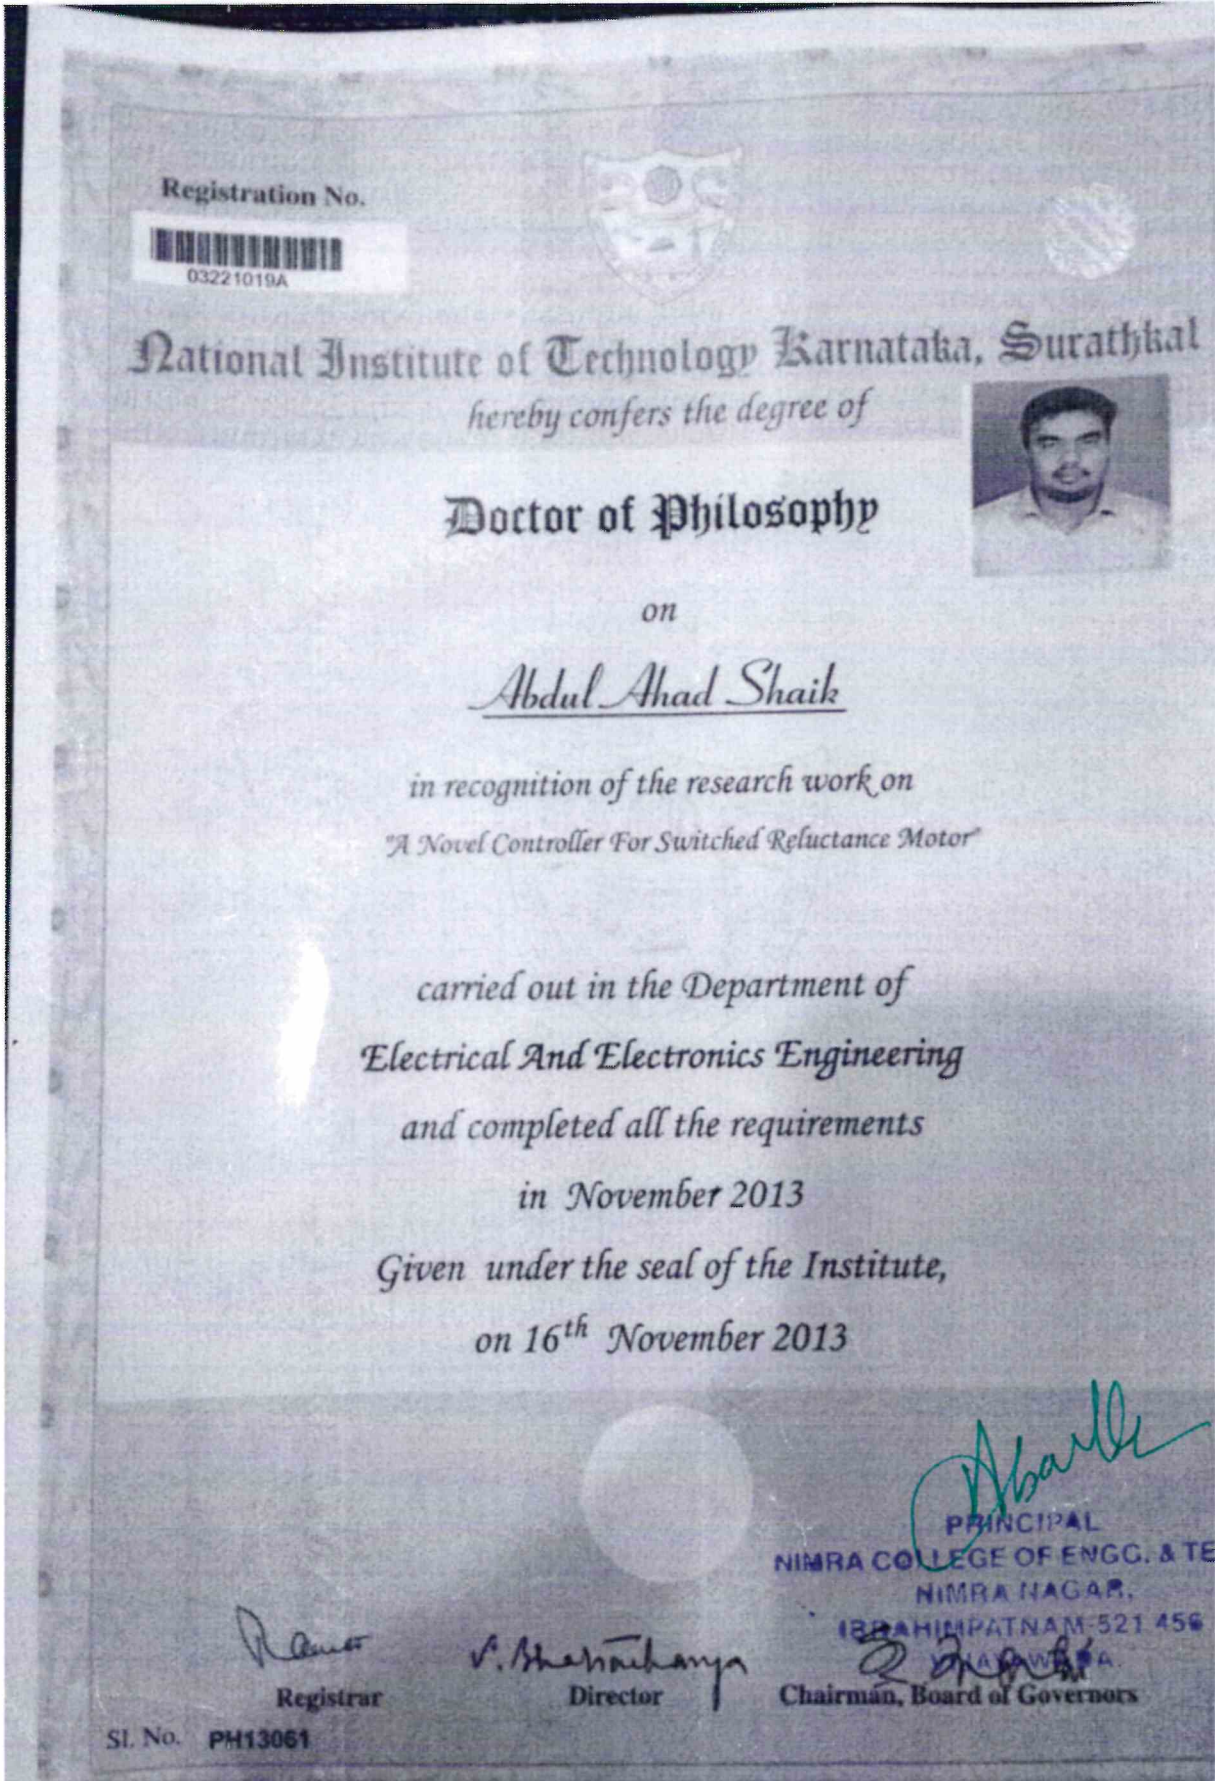 Registration No.
03221019A
National Institute of Technology Karnataka, Surathkal
hereby confers the degree of
Doctor of Philosophy
on
Abdul Ahad Shaik
in recognition of the research work on
"A Novel Controller For Switched Reluctance Motor"
carried out in the Department of
Electrical And Electronics Engineering
and completed all the requirements
in November 2013
Given under the seal of the Institute,
on 16th November 2013
PRINCIPAL
NIMRA COLLEGE OF ENGG. & TE
NIMRA NAGAR,
IBRAHIMPATNAM-521 456
VIJAYAWADA.
Registrar
Director
Chairman, Board of Governors
Sl. No. PH13061